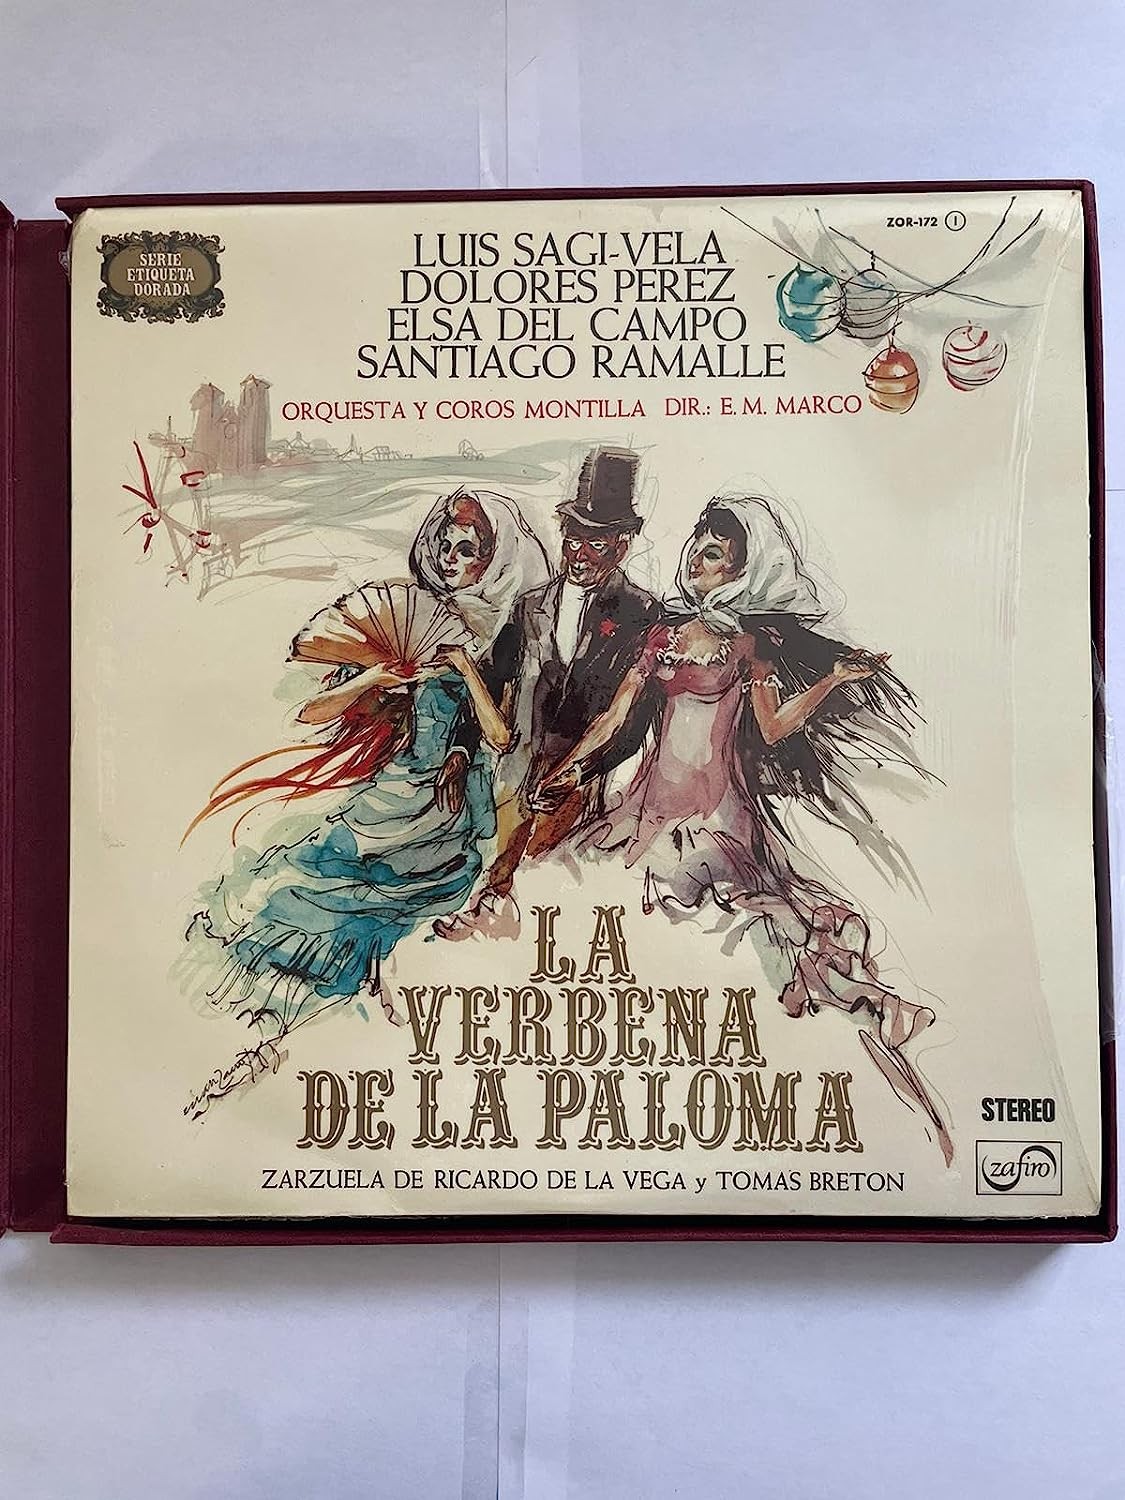 SERIE
ETIQUETA
DORADA
ZOR-172 I
LUIS SAGI-VELA
DOLORES PEREZ
ELSA DEL CAMPO
SANTIAGO RAMALLE
ORQUESTA Y COROS MONTILLA DIR.: E. M. MARCO
LA
VERBENA
DE LA PALOMA
STEREO
zafiro
ZARZUELA DE RICARDO DE LA VEGA y TOMAS BRETON